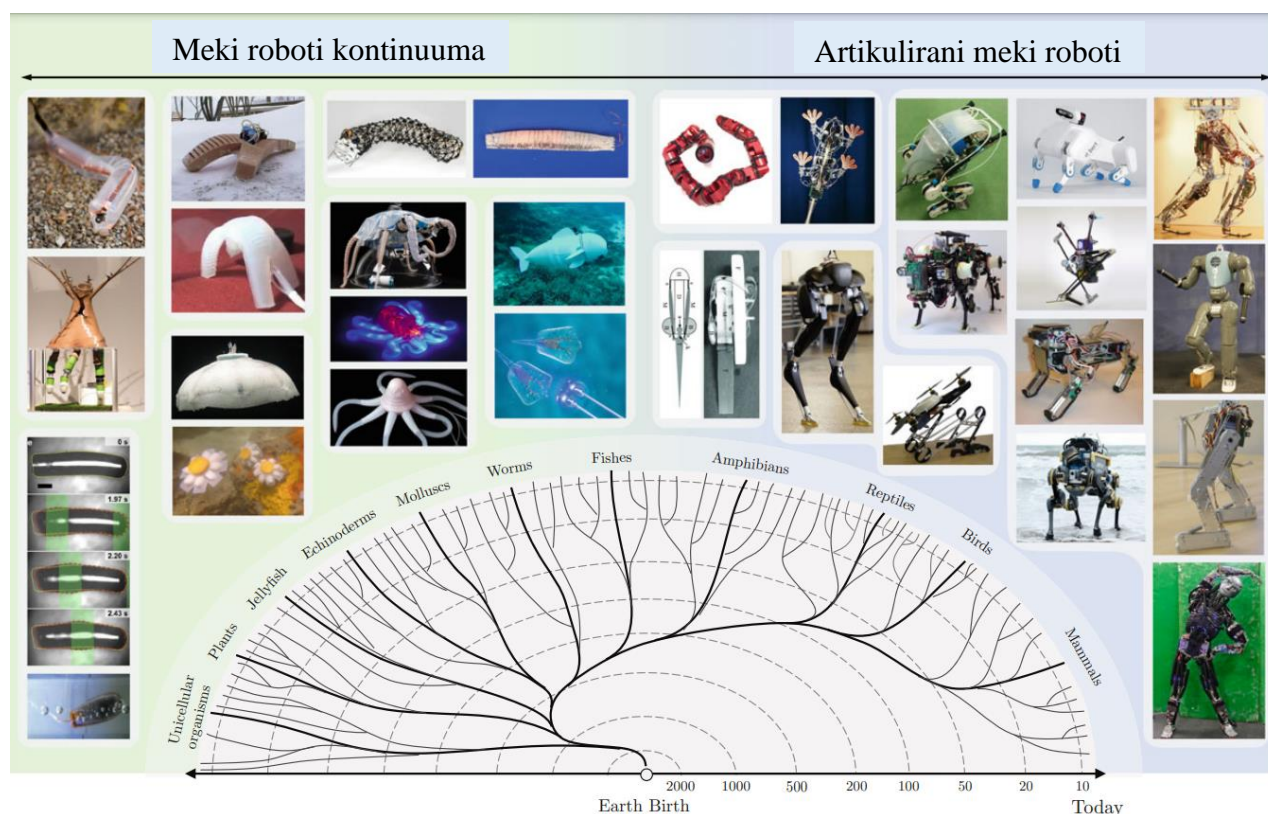 Meki roboti kontinuuma
Artikulirani meki roboti
0 s
1.97 s
2.20 s
2.43 s
Unicellular
organisms
Plants
Jellyfish
Echinoderms
Molluscs
Worms
Fishes
Amphibians
Reptiles
Birds
Mammals
2000
1000
500
200
100
50
20
10
Earth Birth
Today